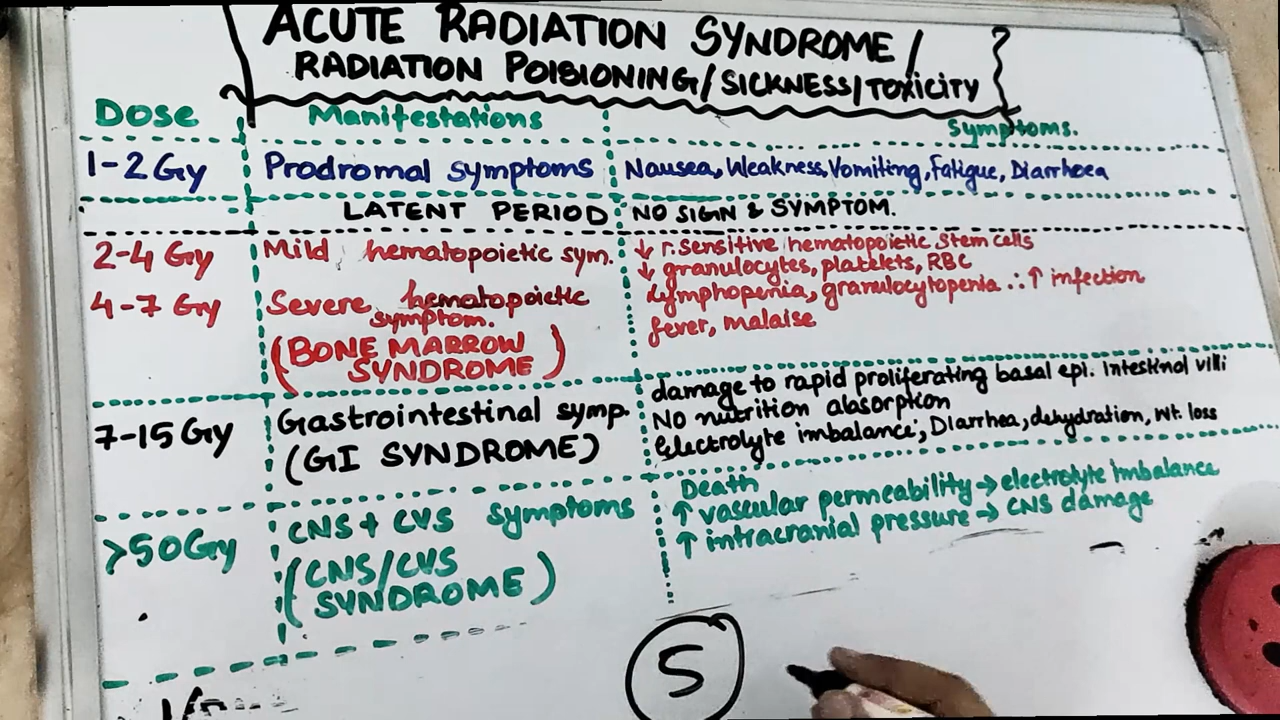 ACUTE RADIATION SYNDROME /
RADIATION POISIONING/SICKNESS/TOXICITY
Dose Manifestations Symptoms.
1-2 Gy Prodromal symptoms Nausea, Weakness, Vomiting, Fatigue, Diarrhoea
LATENT PERIOD NO SIGN & SYMPTOM.
2-4 Gy Mild hematopoietic sym.
↓ r. sensitive hematopoietic stem cells
↓ granulocytes, platelets, RBC
4-7 Gy Severe hematopoietic symptom.
(BONE MARROW
SYNDROME)
Lymphopenia, granulocytopenia ∴ ↑ infection
fever, malaise
7-15 Gy Gastrointestinal symp.
(GI SYNDROME)
damage to rapid proliferating basal epi. Intestinol villi
No nutrition absorption
Electrolyte imbalance, Diarrhea, dehydration, wt. loss
>50 Gy CNS + CVS symptoms
(CNS/CVS
SYNDROME)
Death
↑ vascular permeability → electrolyte imbalance
↑ intracranial pressure → CNS damage
5